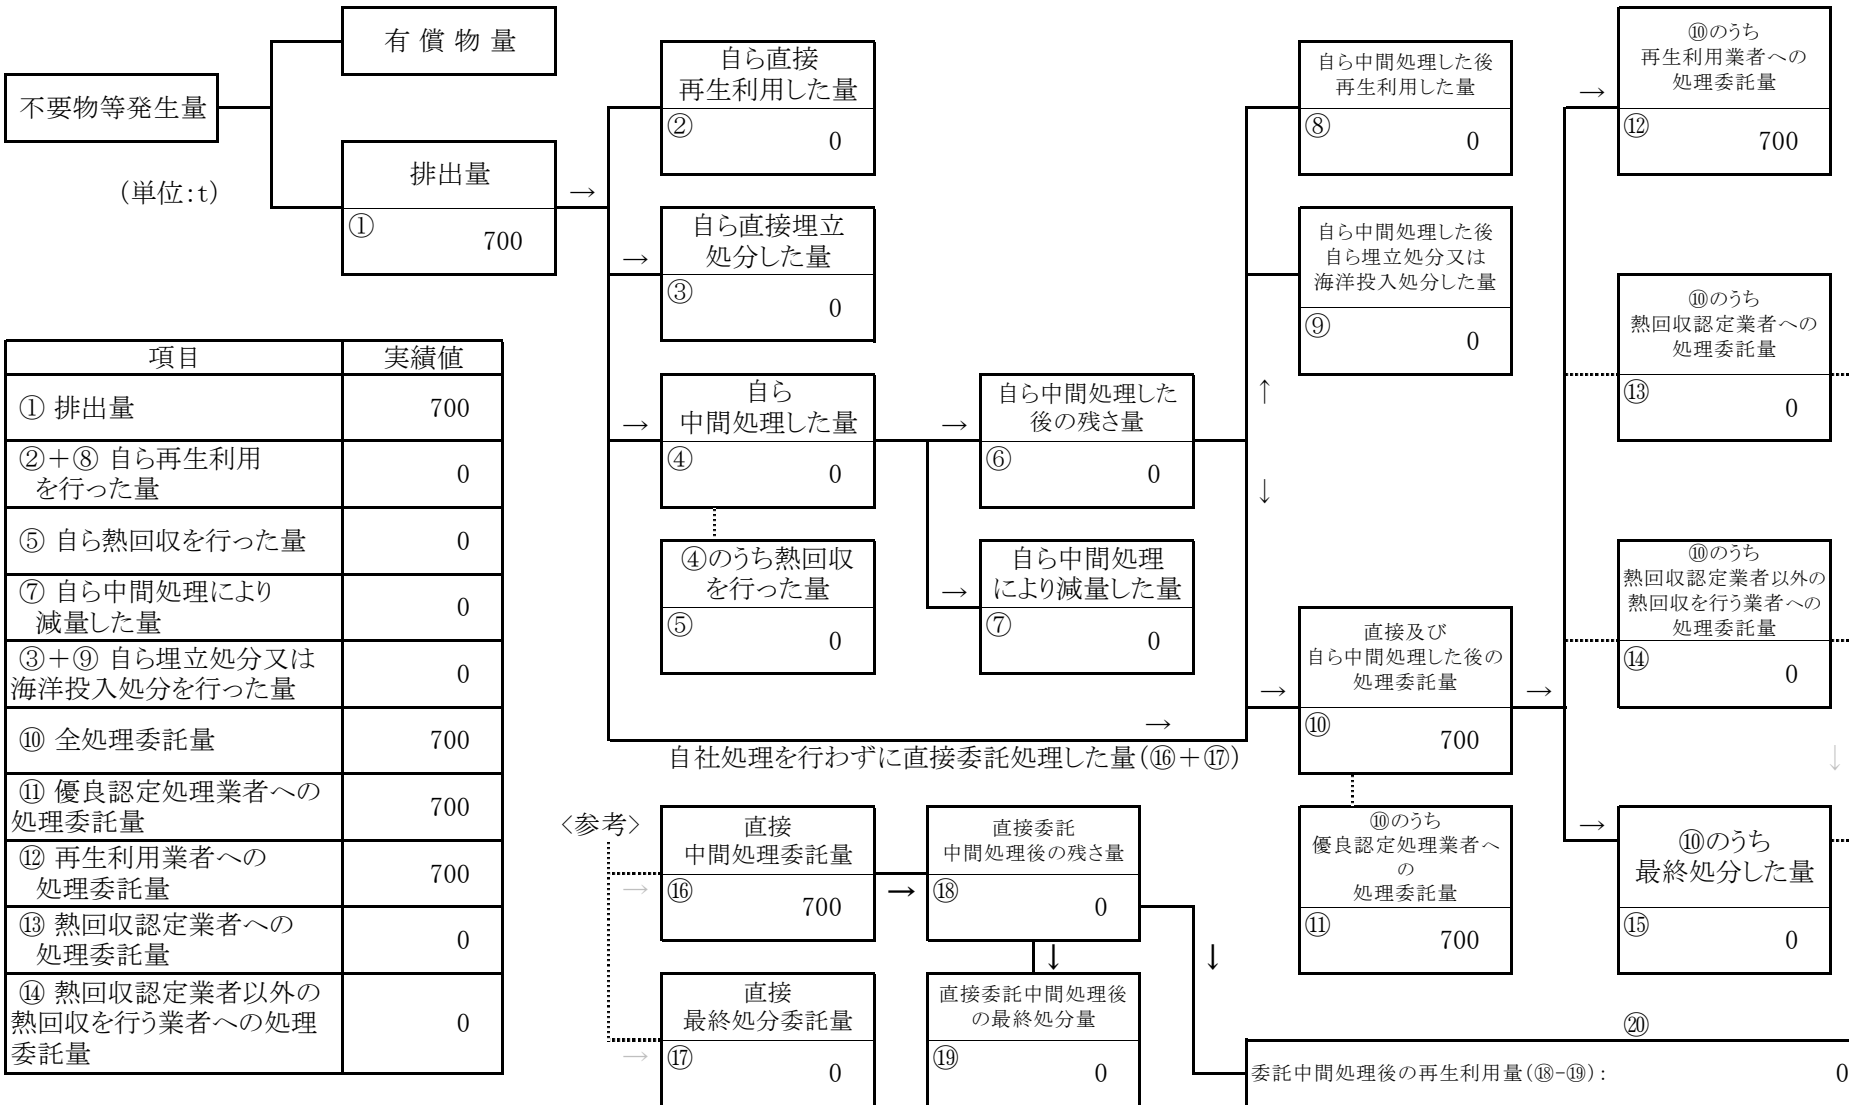 有 償 物 量
不要物等発生量
(単位:t)
排出量
→
①
700
自ら直接
再生利用した量
②
0
→
自ら直接埋立
処分した量
③
0
→
自ら
中間処理した量
④
0
④のうち熱回収
を行った量
⑤
0
→
自ら中間処理した
後の残さ量
⑥
0
→
自ら中間処理
により減量した量
⑦
0
自ら中間処理した後
再生利用した量
⑧
0
自ら中間処理した後
自ら埋立処分又は
海洋投入処分した量
⑨
0
↑
↓
→
自社処理を行わずに直接委託処理した量(⑯+⑰)
→
直接及び
自ら中間処理した後の
処理委託量
⑩
700
→
⑩のうち
優良認定処理業者へ
の
処理委託量
⑪
700
→
⑩のうち
再生利用業者への
処理委託量
⑫
700
⑩のうち
熱回収認定業者への
処理委託量
⑬
0
⑩のうち
熱回収認定業者以外の
熱回収を行う業者への
処理委託量
⑭
0
↓
→
⑩のうち
最終処分した量
⑮
0
項目 実績値
① 排出量 700
②+⑧ 自ら再生利用
を行った量
0
⑤ 自ら熱回収を行った量 0
⑦ 自ら中間処理により
減量した量
0
③+⑨ 自ら埋立処分又は
海洋投入処分を行った量
0
⑩ 全処理委託量 700
⑪ 優良認定処理業者への
処理委託量
700
⑫ 再生利用業者への
処理委託量
700
⑬ 熱回収認定業者への
処理委託量
0
⑭ 熱回収認定業者以外の
熱回収を行う業者への処理
委託量
0
〈参考〉
→
直接
中間処理委託量
⑯
700
→
直接委託
中間処理後の残さ量
⑱
0
↓
↓
→
直接
最終処分委託量
⑰
0
直接委託中間処理後
の最終処分量
⑲
0
⑳
委託中間処理後の再生利用量(⑱-⑲): 0